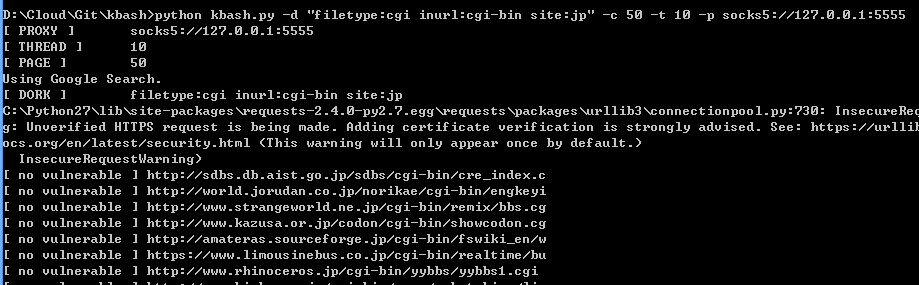 D:\Cloud\Git\kbash>python kbash.py -d "filetype:cgi inurl:cgi-bin site:jp" -c 50 -t 10 -p socks5://127.0.0.1:5555
[ PROXY ] socks5://127.0.0.1:5555
[ THREAD ] 10
[ PAGE ] 50
Using Google Search.
[ DORK ] filetype:cgi inurl:cgi-bin site:jp
C:\Python27\lib\site-packages\requests-2.4.0-py2.7.egg\requests\packages\urllib3\connectionpool.py:730: InsecureReq
g: Unverified HTTPS request is being made. Adding certificate verification is strongly advised. See: https://urllib
ocs.org/en/latest/security.html (This warning will only appear once by default.)
InsecureRequestWarning)
[ no vulnerable ] http://sdbs.db.aist.go.jp/sdbs/cgi-bin/cre_index.c
[ no vulnerable ] http://world.jorudan.co.jp/norikae/cgi-bin/engkeyi
[ no vulnerable ] http://www.strangeworld.ne.jp/cgi-bin/remix/bbs.cg
[ no vulnerable ] http://www.kazusa.or.jp/codon/cgi-bin/showcodon.cg
[ no vulnerable ] http://amateras.sourceforge.jp/cgi-bin/fswiki_en/w
[ no vulnerable ] https://www.limousinebus.co.jp/cgi-bin/realtime/bu
[ no vulnerable ] http://www.rhinoceros.jp/cgi-bin/yybbs/yybbs1.cgi